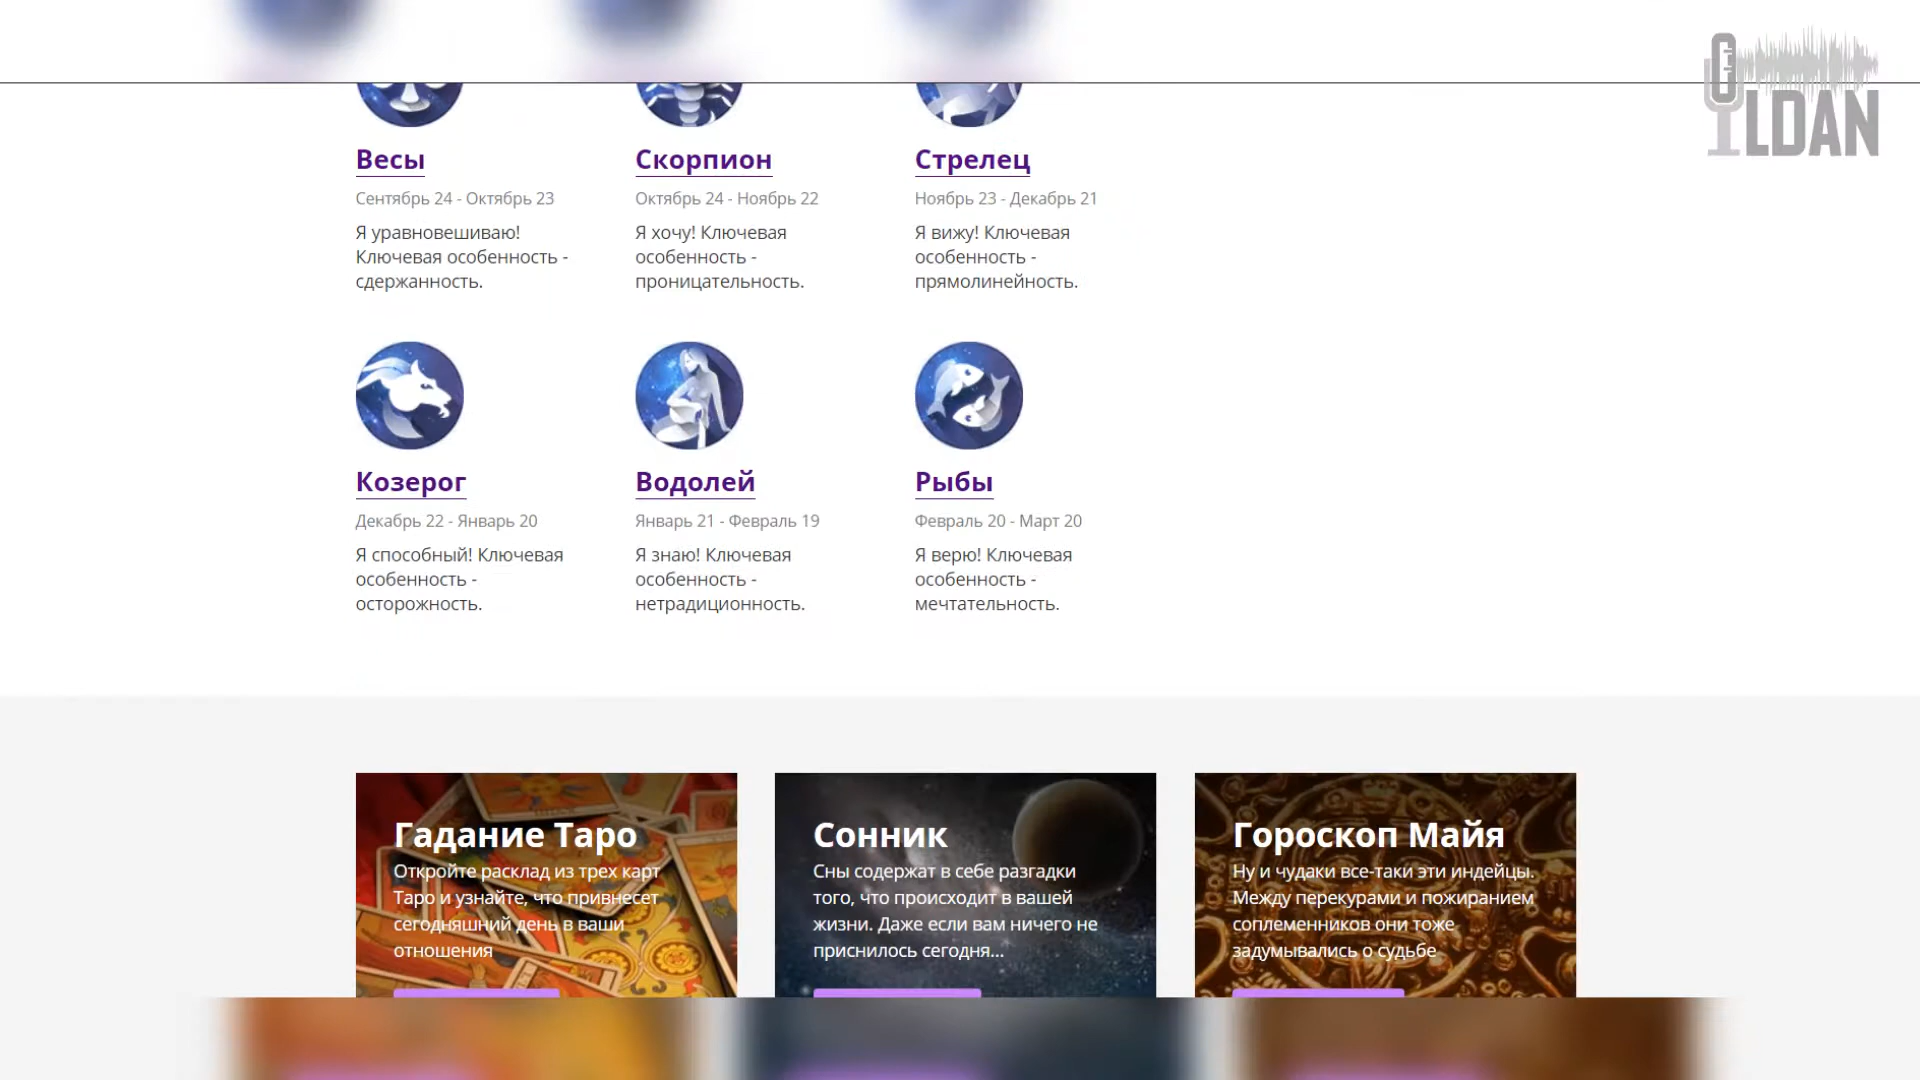 LDAN
Весы
Сентябрь 24 - Октябрь 23
Я уравновешиваю!
Ключевая особенность -
сдержанность.
Скорпион
Октябрь 24 - Ноябрь 22
Я хочу! Ключевая
особенность -
проницательность.
Стрелец
Ноябрь 23 - Декабрь 21
Я вижу! Ключевая
особенность -
прямолинейность.
Козерог
Декабрь 22 - Январь 20
Я способный! Ключевая
особенность -
осторожность.
Водолей
Январь 21 - Февраль 19
Я знаю! Ключевая
особенность -
нетрадиционность.
Рыбы
Февраль 20 - Март 20
Я верю! Ключевая
особенность -
мечтательность.
Гадание Таро
Откройте расклад из трех карт
Таро и узнайте, что привнесет
сегодняшний день в ваши
отношения
Сонник
Сны содержат в себе разгадки
того, что происходит в вашей
жизни. Даже если вам ничего не
приснилось сегодня...
Гороскоп Майя
Ну и чудаки все-таки эти индейцы.
Между перекурами и пожиранием
соплеменников они тоже
задумывались о судьбе